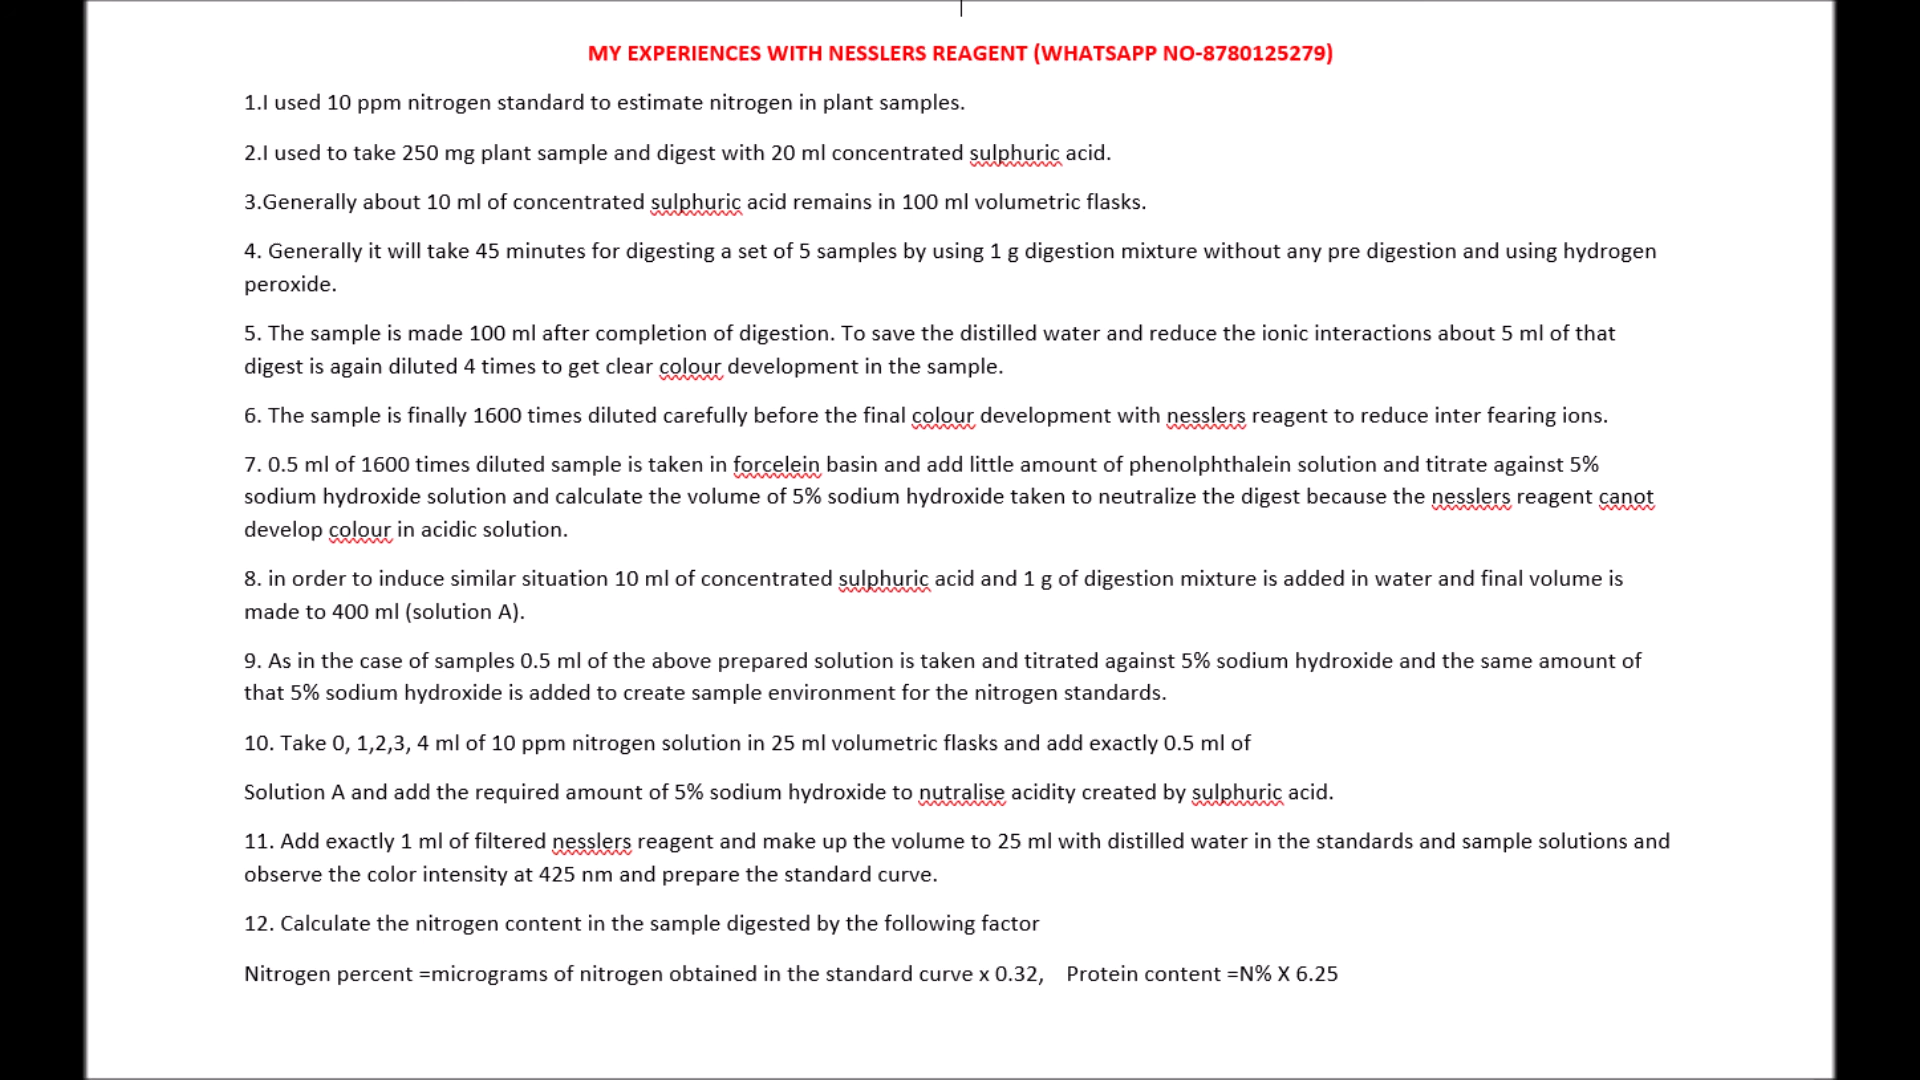 MY EXPERIENCES WITH NESSLERS REAGENT (WHATSAPP NO-8780125279)
1.I used 10 ppm nitrogen standard to estimate nitrogen in plant samples.
2.I used to take 250 mg plant sample and digest with 20 ml concentrated sulphuric acid.
3.Generally about 10 ml of concentrated sulphuric acid remains in 100 ml volumetric flasks.
4. Generally it will take 45 minutes for digesting a set of 5 samples by using 1 g digestion mixture without any pre digestion and using hydrogen
peroxide.
5. The sample is made 100 ml after completion of digestion. To save the distilled water and reduce the ionic interactions about 5 ml of that
digest is again diluted 4 times to get clear colour development in the sample.
6. The sample is finally 1600 times diluted carefully before the final colour development with nesslers reagent to reduce inter fearing ions.
7. 0.5 ml of 1600 times diluted sample is taken in forcelein basin and add little amount of phenolphthalein solution and titrate against 5%
sodium hydroxide solution and calculate the volume of 5% sodium hydroxide taken to neutralize the digest because the nesslers reagent canot
develop colour in acidic solution.
8. in order to induce similar situation 10 ml of concentrated sulphuric acid and 1 g of digestion mixture is added in water and final volume is
made to 400 ml (solution A).
9. As in the case of samples 0.5 ml of the above prepared solution is taken and titrated against 5% sodium hydroxide and the same amount of
that 5% sodium hydroxide is added to create sample environment for the nitrogen standards.
10. Take 0, 1,2,3, 4 ml of 10 ppm nitrogen solution in 25 ml volumetric flasks and add exactly 0.5 ml of
Solution A and add the required amount of 5% sodium hydroxide to nutralise acidity created by sulphuric acid.
11. Add exactly 1 ml of filtered nesslers reagent and make up the volume to 25 ml with distilled water in the standards and sample solutions and
observe the color intensity at 425 nm and prepare the standard curve.
12. Calculate the nitrogen content in the sample digested by the following factor
Nitrogen percent =micrograms of nitrogen obtained in the standard curve x 0.32, Protein content =N% X 6.25